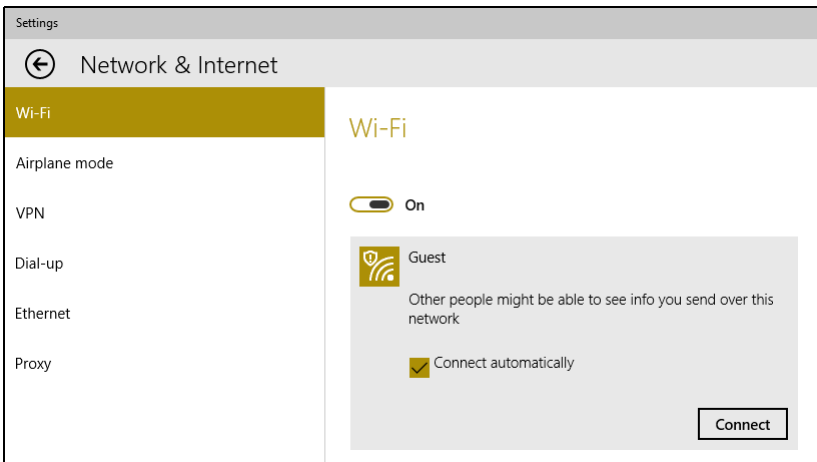 Settings
Network & Internet
Wi-Fi
Airplane mode
VPN
Dial-up
Ethernet
Proxy
Wi-Fi
On
Guest
Other people might be able to see info you send over this
network
Connect automatically
Connect